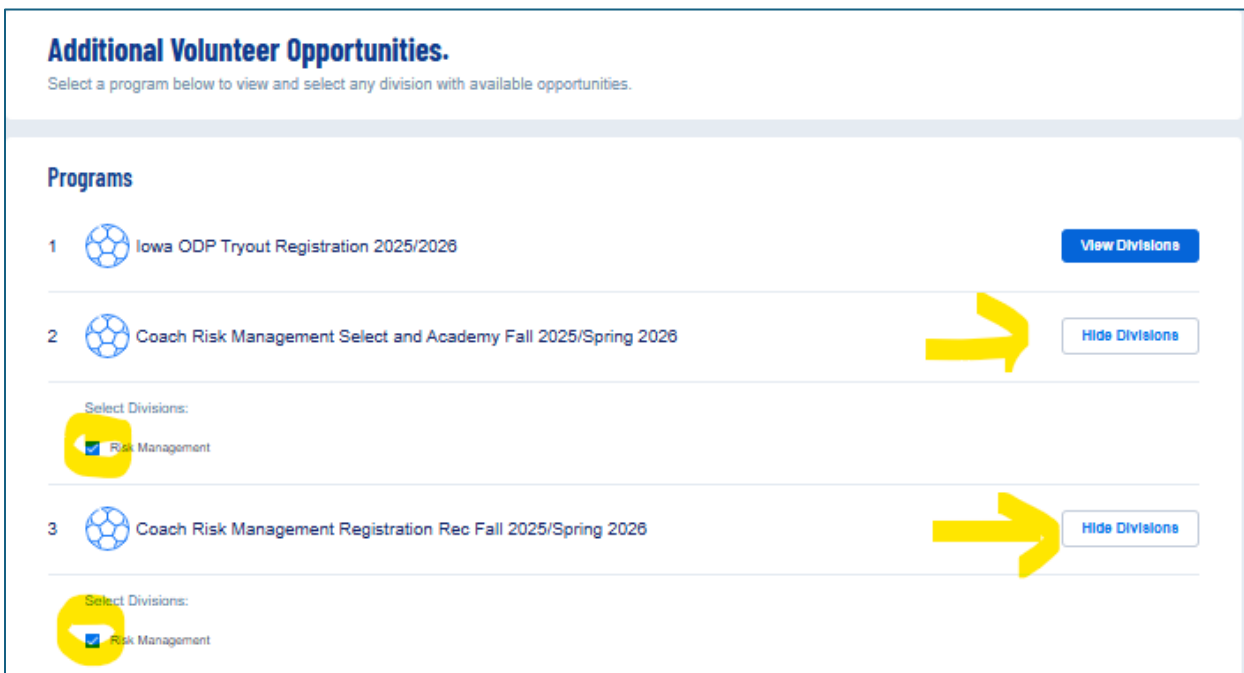 Additional Volunteer Opportunities.
Select a program below to view and select any division with available opportunities.
Programs
1 Iowa ODP Tryout Registration 2025/2026 View Divisions
2 Coach Risk Management Select and Academy Fall 2025/Spring 2026 Hide Divisions
Select Divisions:
Risk Management
3 Coach Risk Management Registration Rec Fall 2025/Spring 2026 Hide Divisions
Select Divisions:
Risk Management